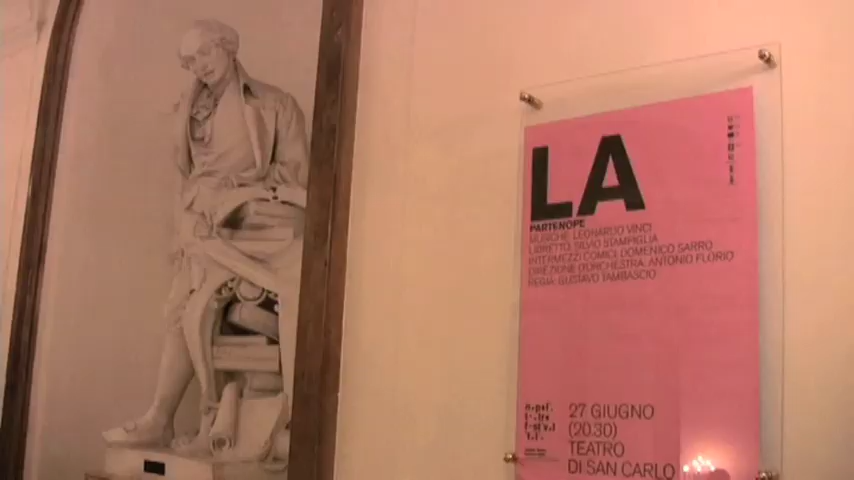 LA
PARTENOPE
MUSICHE: LEONARDO VINCI
LIBRETTO: SILVIO STAMPIGLIA
INTERMEZZI COMICI: DOMENICO SARRO
DIREZIONE D'ORCHESTRA: ANTONIO FLORIO
REGIA: GUSTAVO TAMBASCIO
27 GIUGNO
(20.30)
TEATRO
DI SAN CARLO